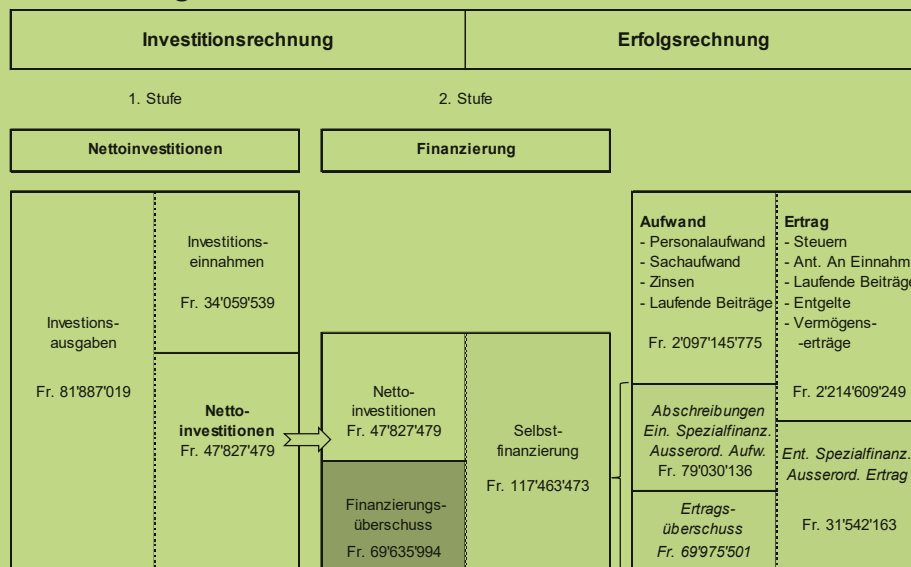 Investitionsrechnung
Erfolgsrechnung
1. Stufe
2. Stufe
Nettoinvestitionen
Finanzierung
Investions-
ausgaben
Fr. 81'887'019
Investitions-
einnahmen
Fr. 34'059'539
Netto-
investitionen
Fr. 47'827'479
Netto-
investitionen
Fr. 47'827'479
Finanzierungs-
überschuss
Fr. 69'635'994
Selbst-
finanzierung
Fr. 117'463'473
Aufwand
- Personalaufwand
- Sachaufwand
- Zinsen
- Laufende Beiträge
Fr. 2'097'145'775
Abschreibungen
Ein. Spezialfinanz.
Ausserord. Aufw.
Fr. 79'030'136
Ertrags-
überschuss
Fr. 69'975'501
Ertrag
- Steuern
- Ant. An Einnahm
- Laufende Beiträge
- Entgelte
- Vermögens-
-erträge
Fr. 2'214'609'249
Ent. Spezialfinanz.
Ausserord. Ertrag
Fr. 31'542'163